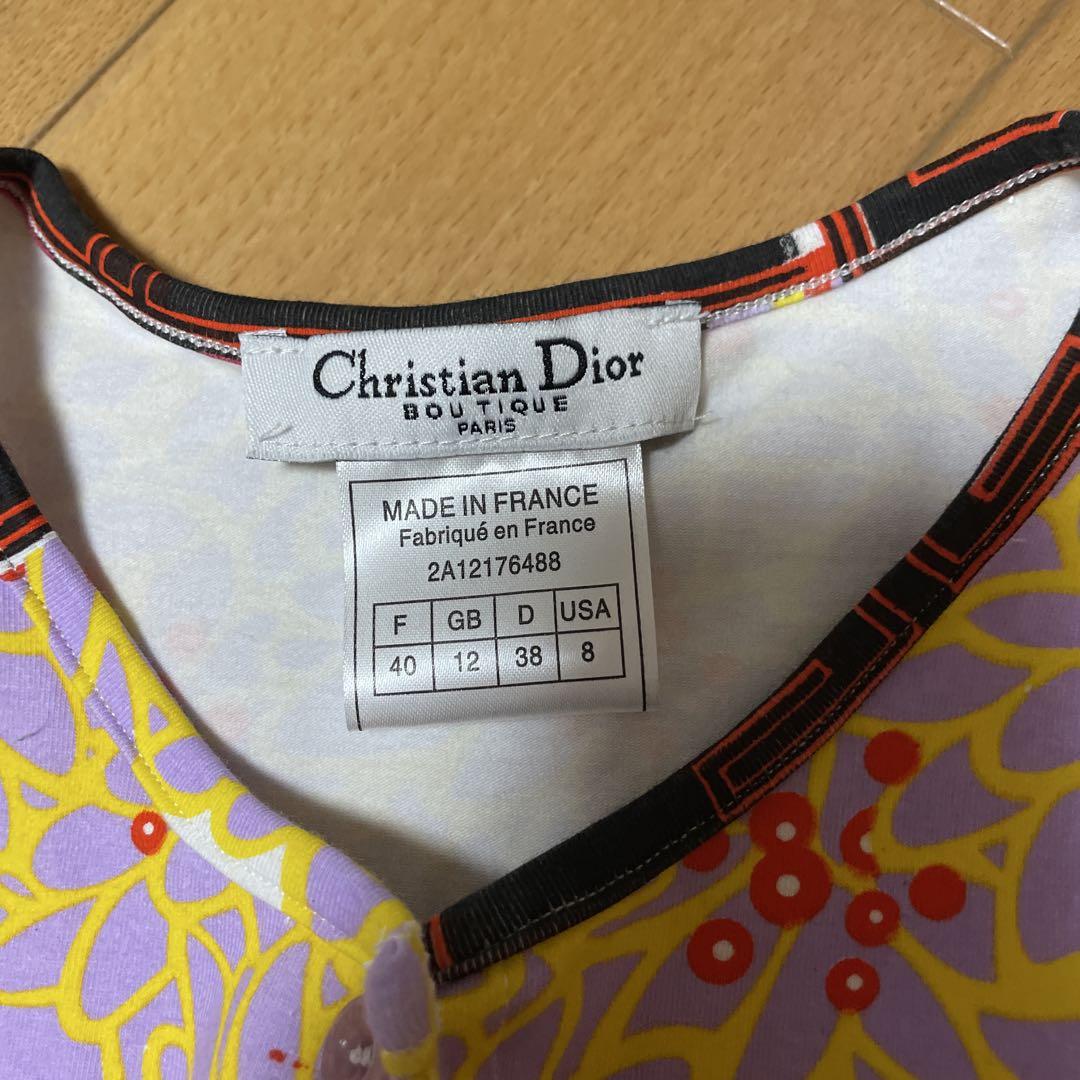 Christian Dior
BOUTIQUE
PARIS
MADE IN FRANCE
Fabriqué en France
2A12176488
F GB D USA
40 12 38 8